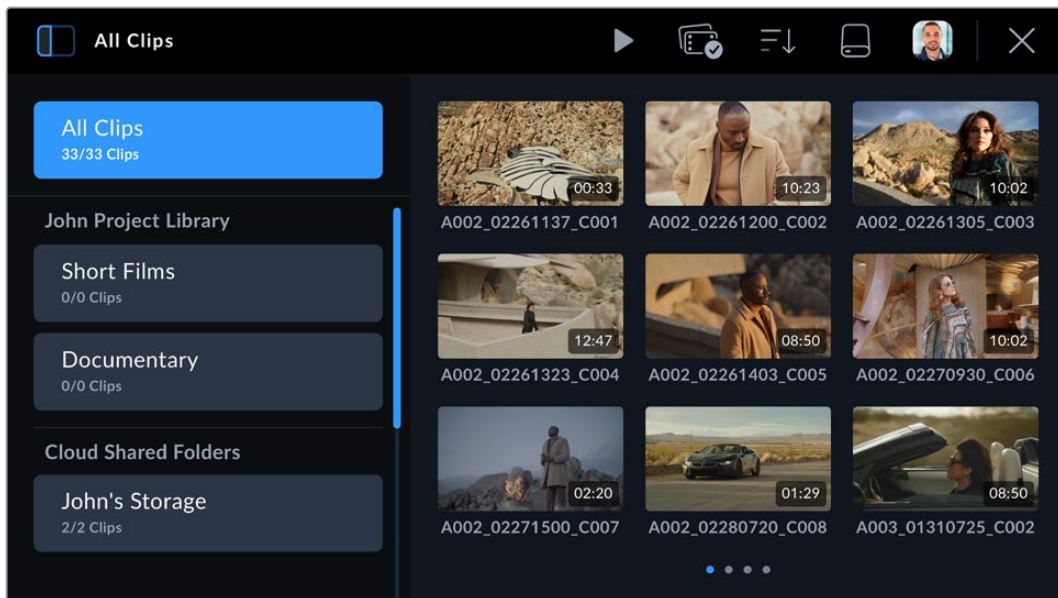 All Clips
All Clips
33/33 Clips
John Project Library
Short Films
0/0 Clips
Documentary
0/0 Clips
Cloud Shared Folders
John's Storage
2/2 Clips
00:33
10:23
10:02
A002_02261137_C001
A002_02261200_C002
A002_02261305_C003
12:47
08:50
10:02
A002_02261323_C004
A002_02261403_C005
A002_02270930_C006
02:20
01:29
08:50
A002_02271500_C007
A002_02280720_C008
A003_01310725_C002